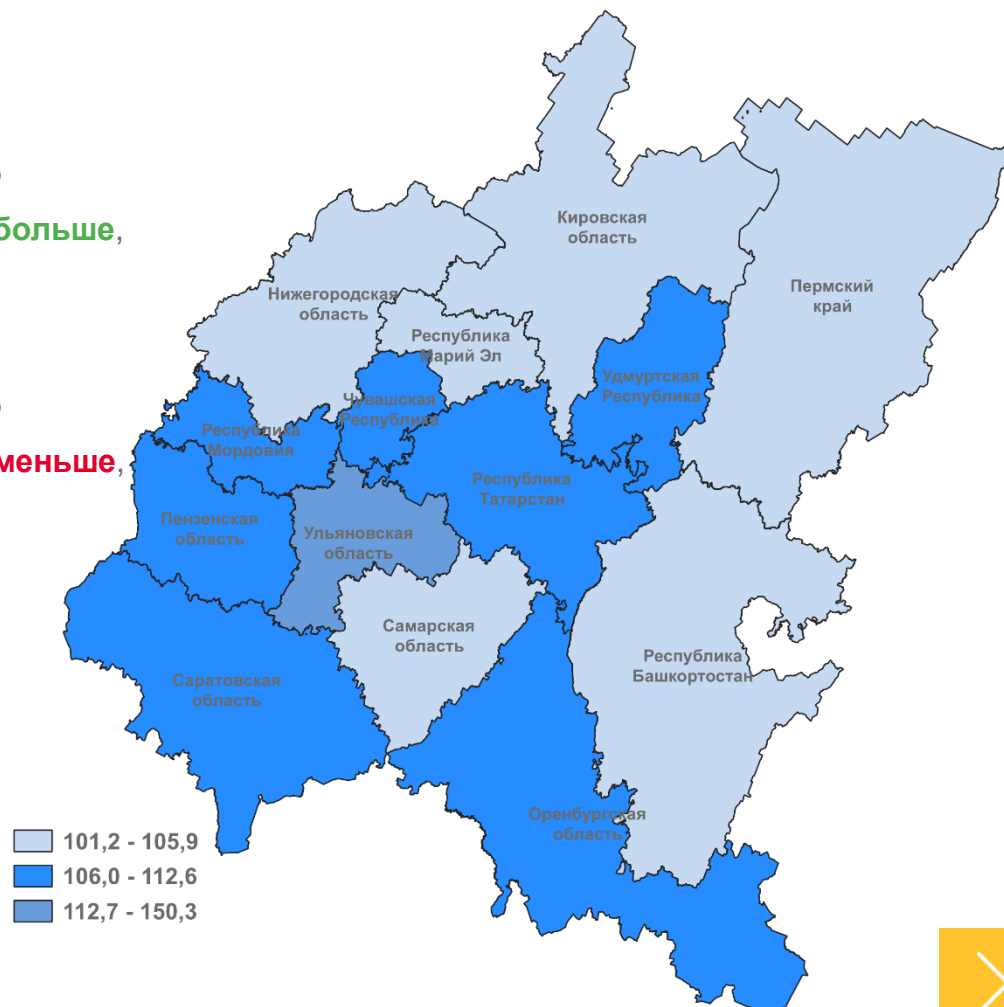 больше,
меньше,
Кировская
область
Пермский
край
Нижегородская
область
Республика
Марий Эл
Удмуртская
Республика
Чувашская
Республика
Республика
Мордовия
Республика
Татарстан
Пензенская
область
Ульяновская
область
Самарская
область
Республика
Башкортостан
Саратовская
область
Оренбургская
область
101,2 - 105,9
106,0 - 112,6
112,7 - 150,3